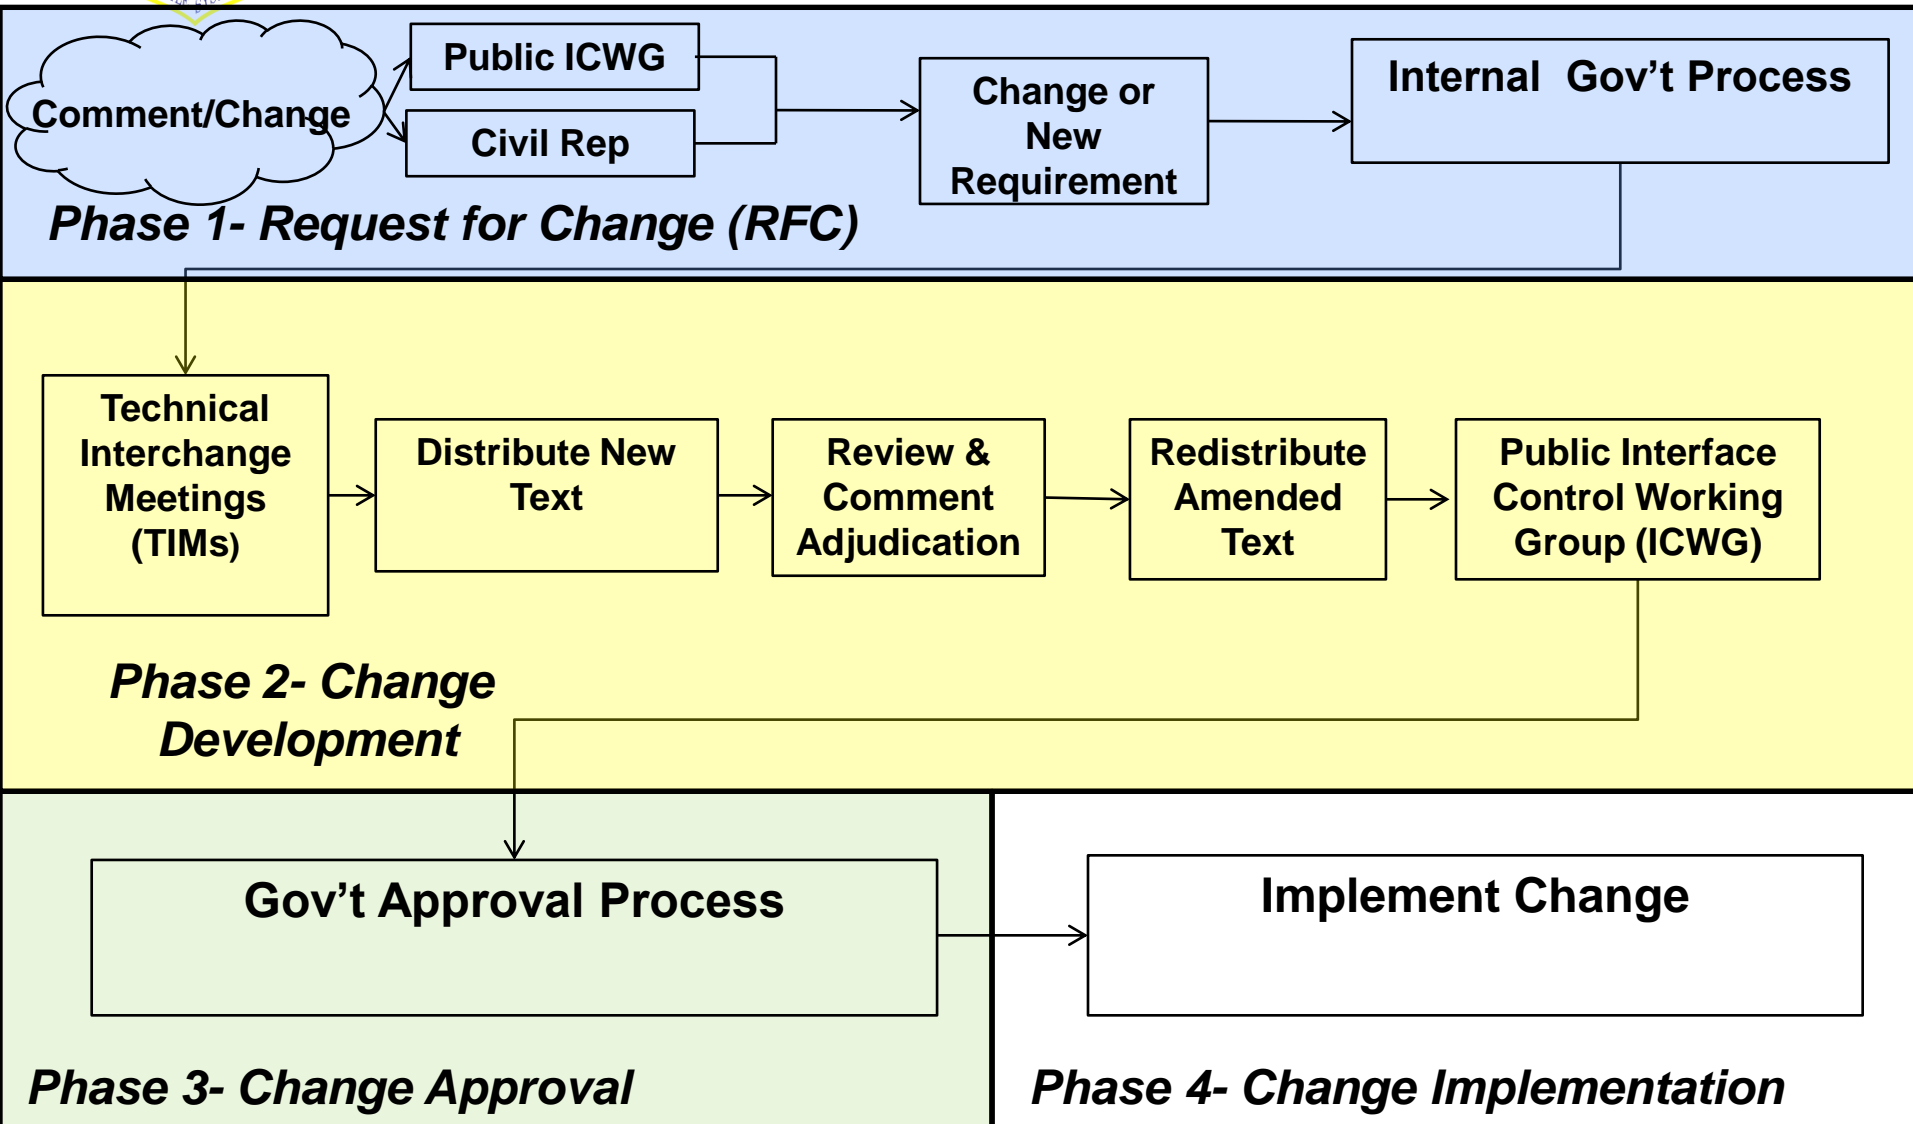 Comment/Change
Public ICWG
Civil Rep
Change or
New
Requirement
Internal  Gov’t Process
Phase 1- Request for Change (RFC)
Technical
Interchange
Meetings
(TIMs)
Distribute New
Text
Review &
Comment
Adjudication
Redistribute
Amended
Text
Public Interface
Control Working
Group (ICWG)
Phase 2- Change
Development
Gov’t Approval Process
Phase 3- Change Approval
Implement Change
Phase 4- Change Implementation